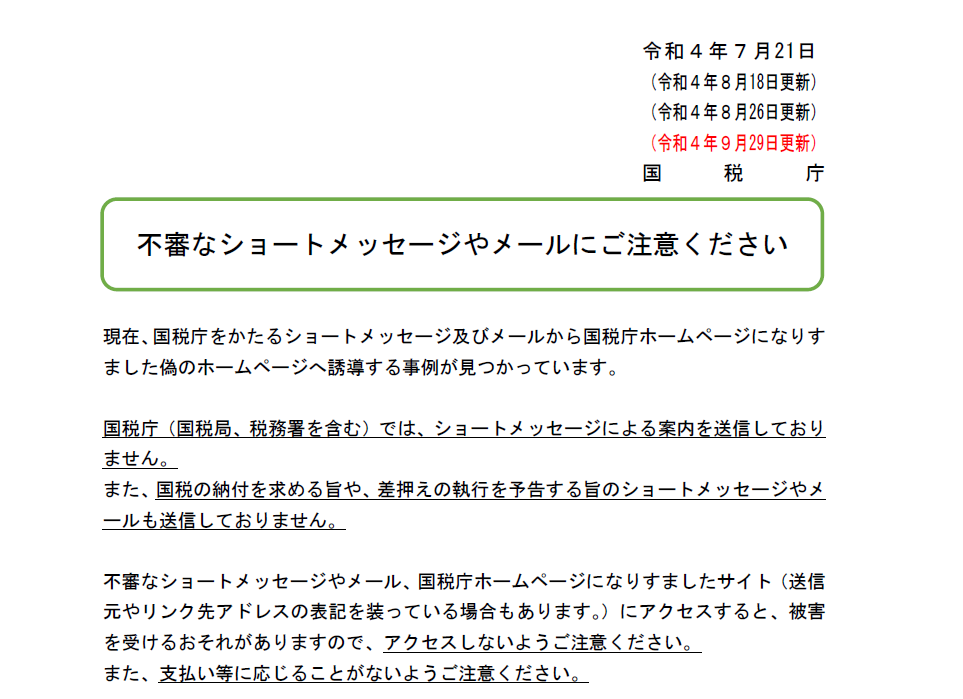 令和４年７月21日
（令和４年８月18日更新）
（令和４年８月26日更新）
（令和４年９月29日更新）
国税庁
不審なショートメッセージやメールにご注意ください
現在、国税庁をかたるショートメッセージ及びメールから国税庁ホームページになりす
ました偽のホームページへ誘導する事例が見つかっています。
国税庁（国税局、税務署を含む）では、ショートメッセージによる案内を送信しており
ません。
また、国税の納付を求める旨や、差押えの執行を予告する旨のショートメッセージやメ
ールも送信しておりません。
不審なショートメッセージやメール、国税庁ホームページになりすましたサイト（送信
元やリンク先アドレスの表記を装っている場合もあります。）にアクセスすると、被害
を受けるおそれがありますので、アクセスしないようご注意ください。
また、支払い等に応じることがないようご注意ください。